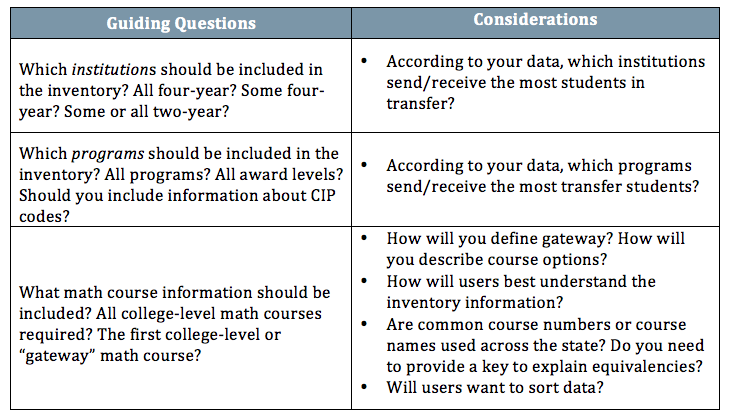 Guiding Questions
Considerations
Which institutions should be included in
the inventory? All four-year? Some four-
year? Some or all two-year?
• According to your data, which institutions
send/receive the most students in
transfer?
Which programs should be included in the
inventory? All programs? All award levels?
Should you include information about CIP
codes?
• According to your data, which programs
send/receive the most transfer students?
What math course information should be
included? All college-level math courses
required? The first college-level or
“gateway” math course?
• How will you define gateway? How will
you describe course options?
• How will users best understand the
inventory information?
• Are common course numbers or course
names used across the state? Do you need
to provide a key to explain equivalencies?
• Will users want to sort data?